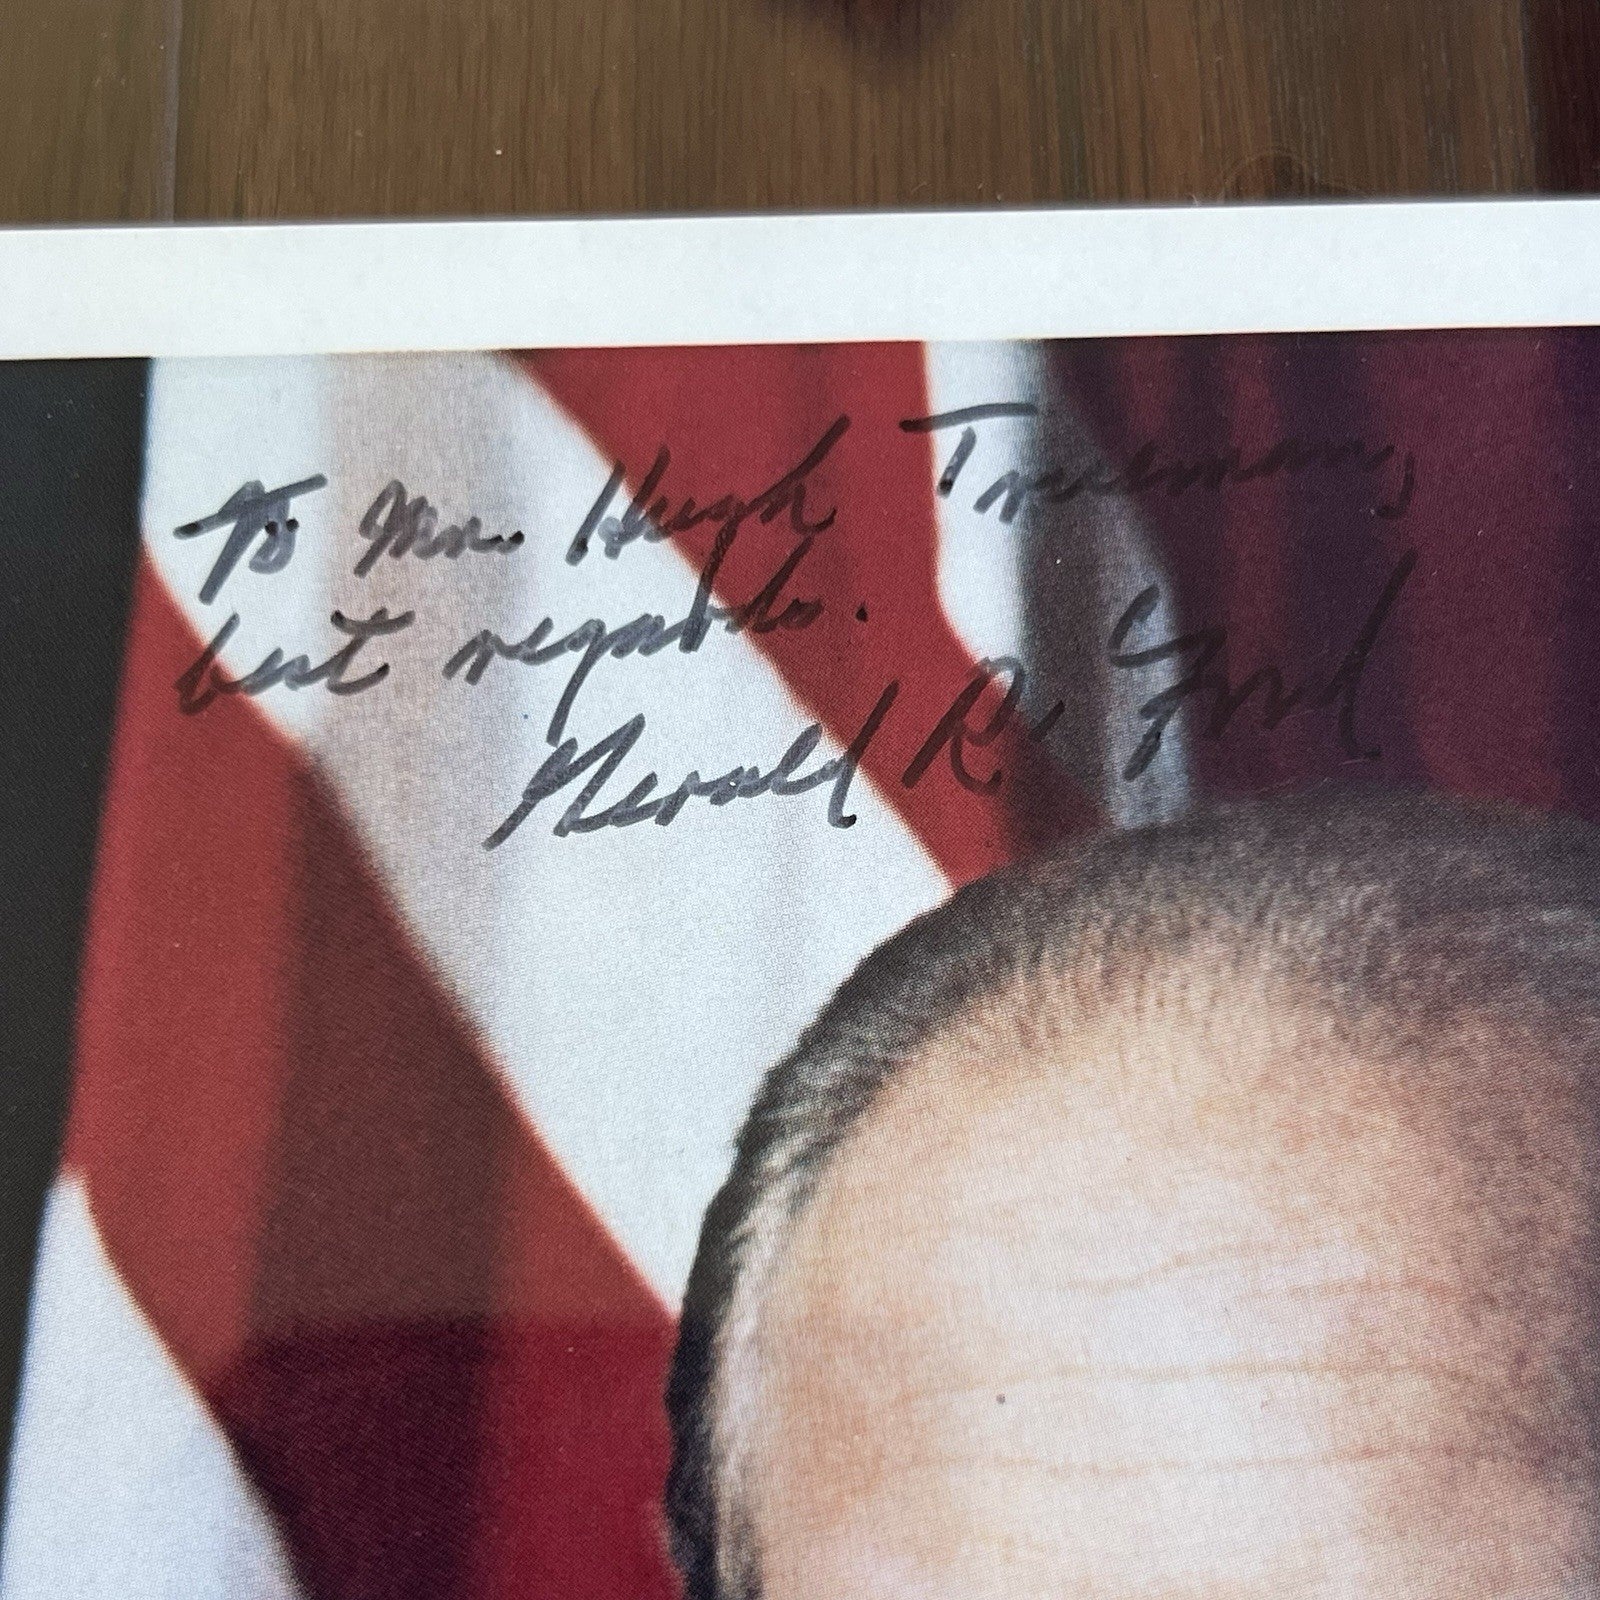 To Mr. Hugh Trueman,
best regards.
Gerald R. Ford